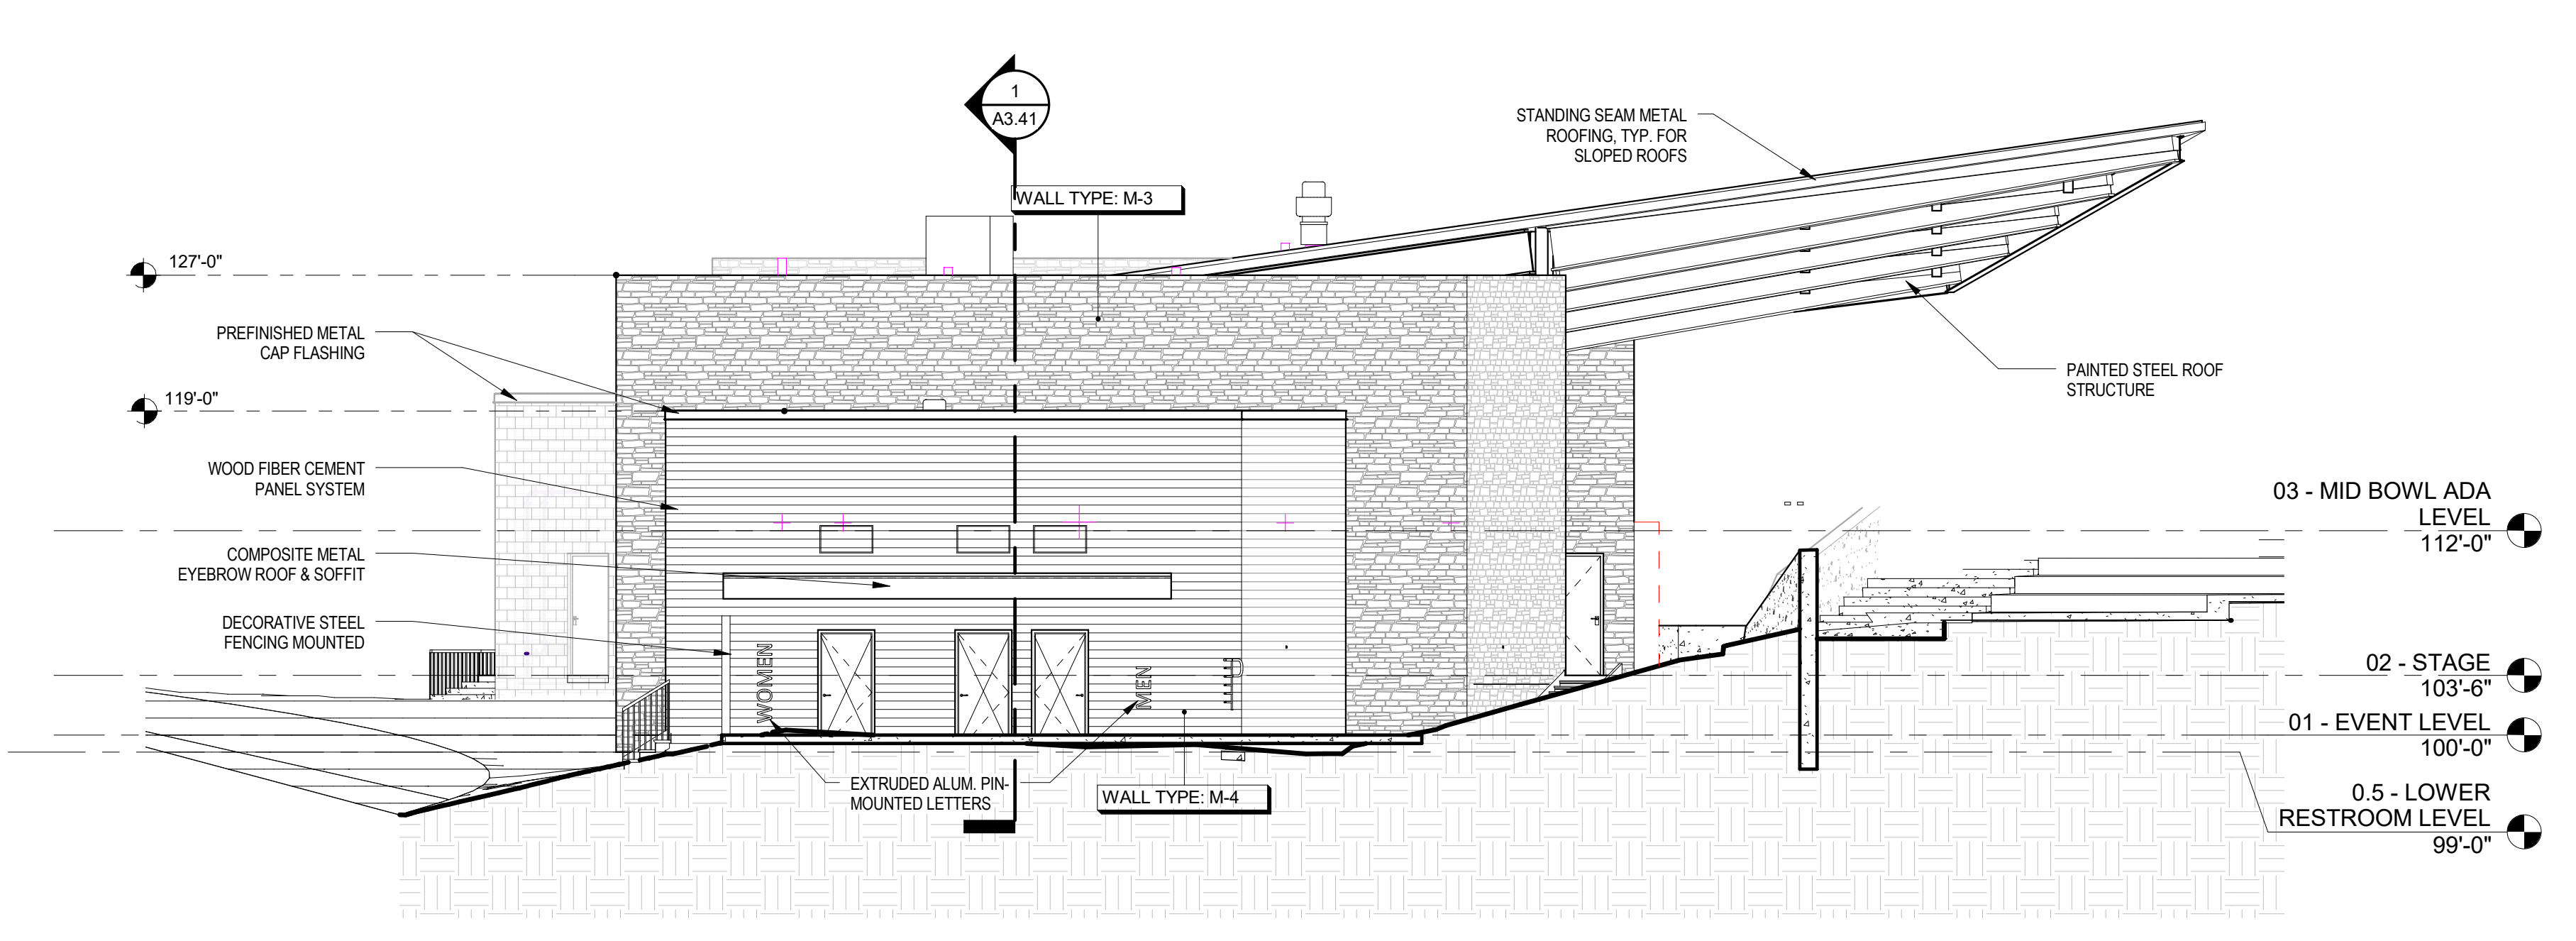 1
A3.41
STANDING SEAM METAL
ROOFING, TYP. FOR
SLOPED ROOFS
WALL TYPE: M-3
127'-0"
PREFINISHED METAL
CAP FLASHING
PAINTED STEEL ROOF
STRUCTURE
119'-0"
WOOD FIBER CEMENT
PANEL SYSTEM
03 - MID BOWL ADA
LEVEL
112'-0"
COMPOSITE METAL
EYEBROW ROOF & SOFFIT
DECORATIVE STEEL
FENCING MOUNTED
WOMEN
MEN
02 - STAGE
103'-6"
01 - EVENT LEVEL
100'-0"
EXTRUDED ALUM. PIN-
MOUNTED LETTERS
WALL TYPE: M-4
0.5 - LOWER
RESTROOM LEVEL
99'-0"